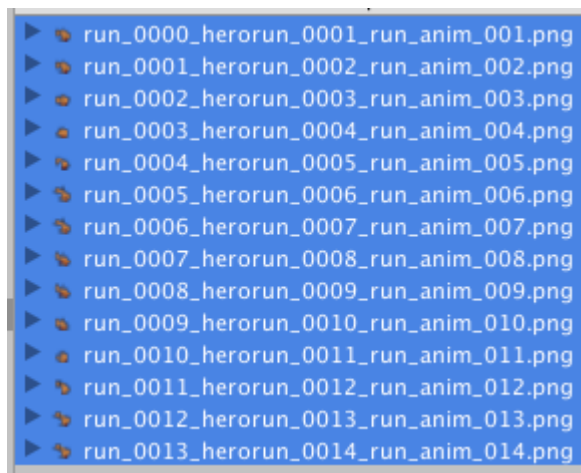 run_0000_herorun_0001_run_anim_001.png
run_0001_herorun_0002_run_anim_002.png
run_0002_herorun_0003_run_anim_003.png
run_0003_herorun_0004_run_anim_004.png
run_0004_herorun_0005_run_anim_005.png
run_0005_herorun_0006_run_anim_006.png
run_0006_herorun_0007_run_anim_007.png
run_0007_herorun_0008_run_anim_008.png
run_0008_herorun_0009_run_anim_009.png
run_0009_herorun_0010_run_anim_010.png
run_0010_herorun_0011_run_anim_011.png
run_0011_herorun_0012_run_anim_012.png
run_0012_herorun_0013_run_anim_013.png
run_0013_herorun_0014_run_anim_014.png